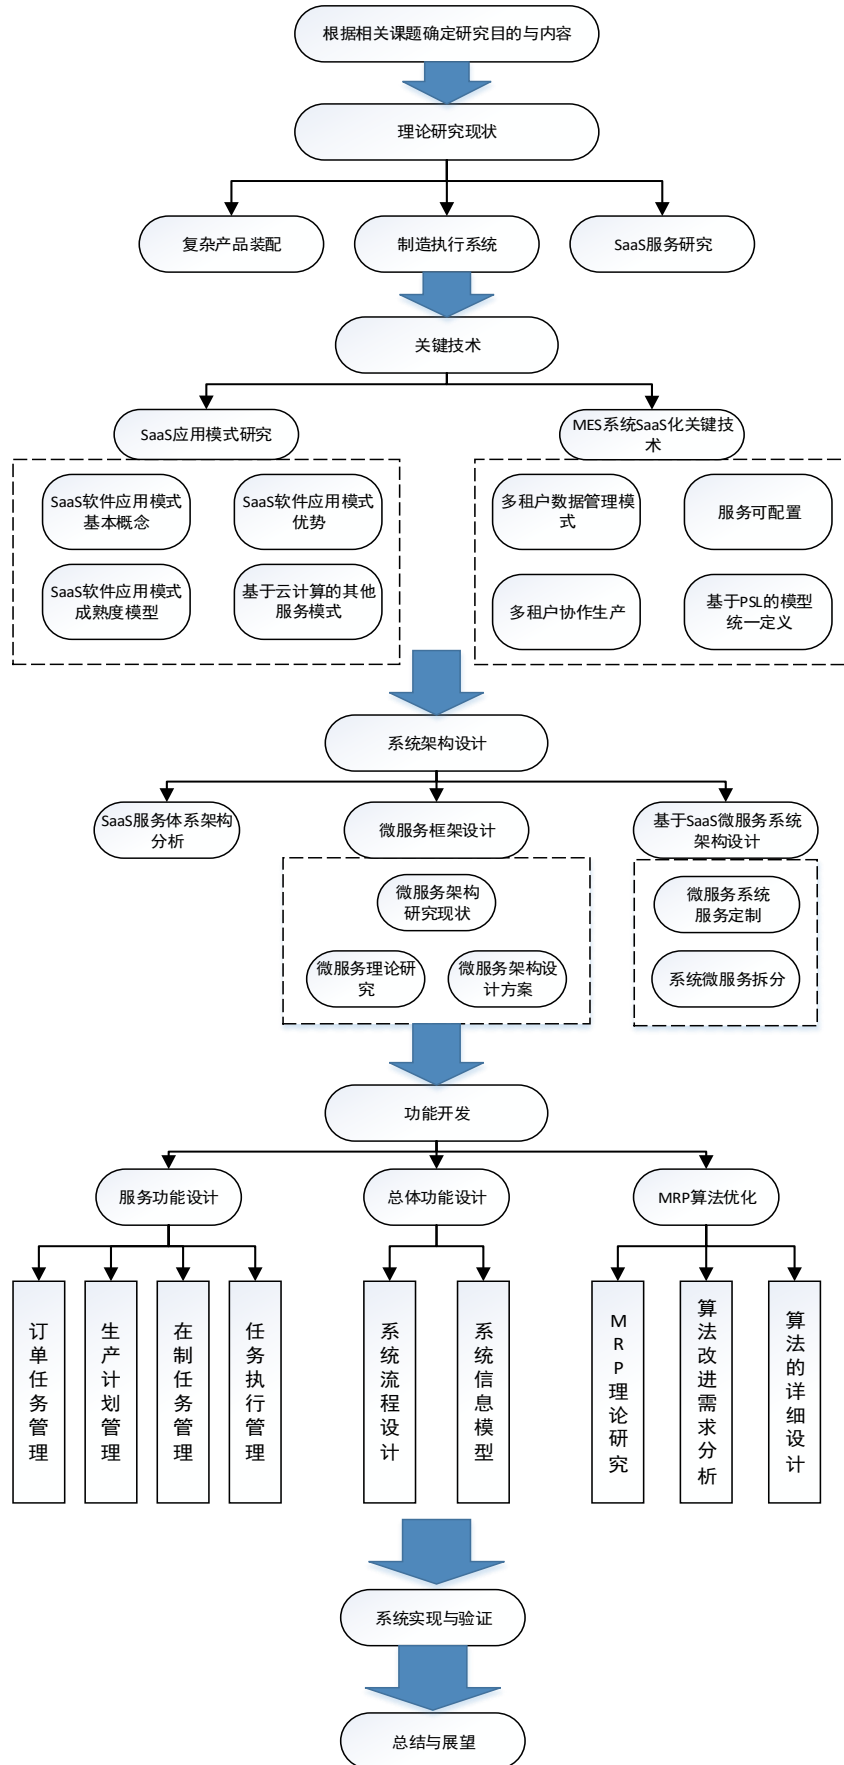 根据相关课题确定研究目的与内容
理论研究现状
复杂产品装配
制造执行系统
SaaS服务研究
关键技术
SaaS应用模式研究
MES系统SaaS化关键技
术
SaaS软件应用模式
基本概念
SaaS软件应用模式
优势
多租户数据管理模
式
服务可配置
SaaS软件应用模式
成熟度模型
基于云计算的其他
服务模式
多租户协作生产
基于PSL的模型
统一定义
系统架构设计
SaaS服务体系架构
分析
微服务框架设计
基于SaaS微服务系统
架构设计
微服务架构
研究现状
微服务理论研
究
微服务架构设
计方案
微服务系统
服务定制
系统微服务拆分
功能开发
服务功能设计
总体功能设计
MRP算法优化
订单任务管理
生产计划管理
在制任务管理
任务执行管理
系统流程设计
系统信息模型
MRP理论研究
算法改进需求分析
算法的详细设计
系统实现与验证
总结与展望